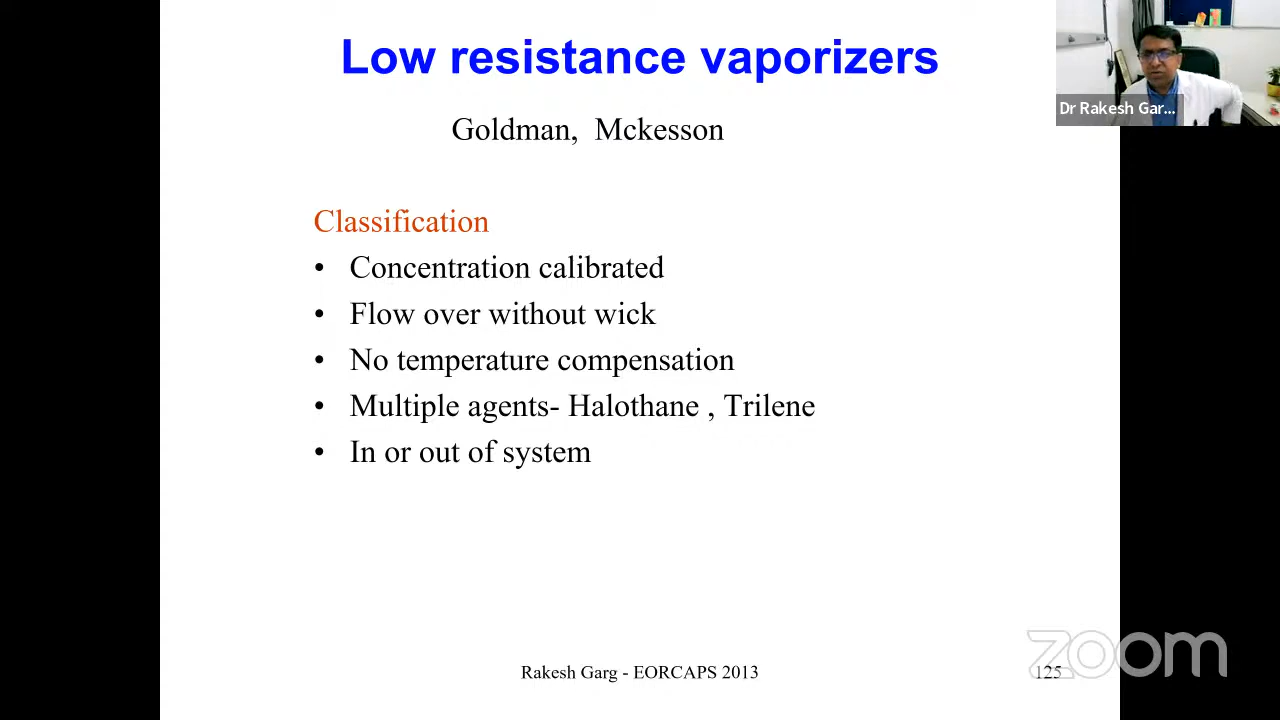 Low resistance vaporizers
Dr Rakesh Gar...
Goldman, Mckesson
Classification
• Concentration calibrated
• Flow over without wick
• No temperature compensation
• Multiple agents- Halothane , Trilene
• In or out of system
Rakesh Garg - EORCAPS 2013
125
zoom